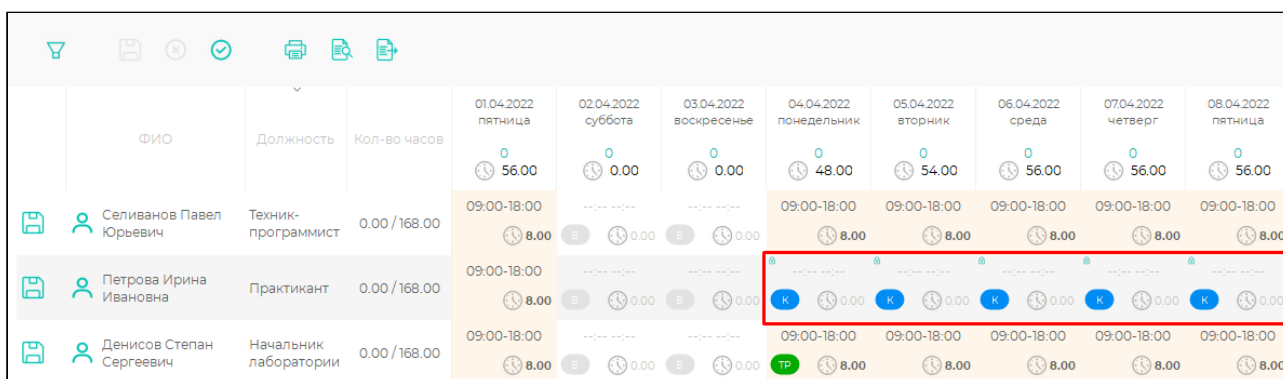 01.04.2022 02.04.2022 03.04.2022 04.04.2022 05.04.2022 06.04.2022 07.04.2022 08.04.2022
пятница суббота воскресенье понедельник вторник среда четверг пятница
ФИО Должность Кол-во часов
0 0 0 0 0 0 0 0
56.00 0.00 0.00 48.00 54.00 56.00 56.00 56.00
09:00-18:00 --:-- --:-- --:-- --:-- 09:00-18:00 09:00-18:00 09:00-18:00 09:00-18:00 09:00-18:00
Селиванов Павел Техник-
Юрьевич программист 0.00 / 168.00
8.00 В 0.00 В 0.00 8.00 8.00 8.00 8.00 8.00
09:00-18:00 --:-- --:-- --:-- --:-- --:-- --:-- --:-- --:-- --:-- --:-- --:-- --:-- --:-- --:--
Петрова Ирина
Ивановна Практикант 0.00 / 168.00
8.00 В 0.00 В 0.00 К 0.00 К 0.00 К 0.00 К 0.00 К 0.00
09:00-18:00 --:-- --:-- --:-- --:-- 09:00-18:00 09:00-18:00 09:00-18:00 09:00-18:00 09:00-18:00
Денисов Степан Начальник
Сергеевич лаборатории 0.00 / 168.00
8.00 В 0.00 В 0.00 ТР 8.00 8.00 8.00 8.00 8.00